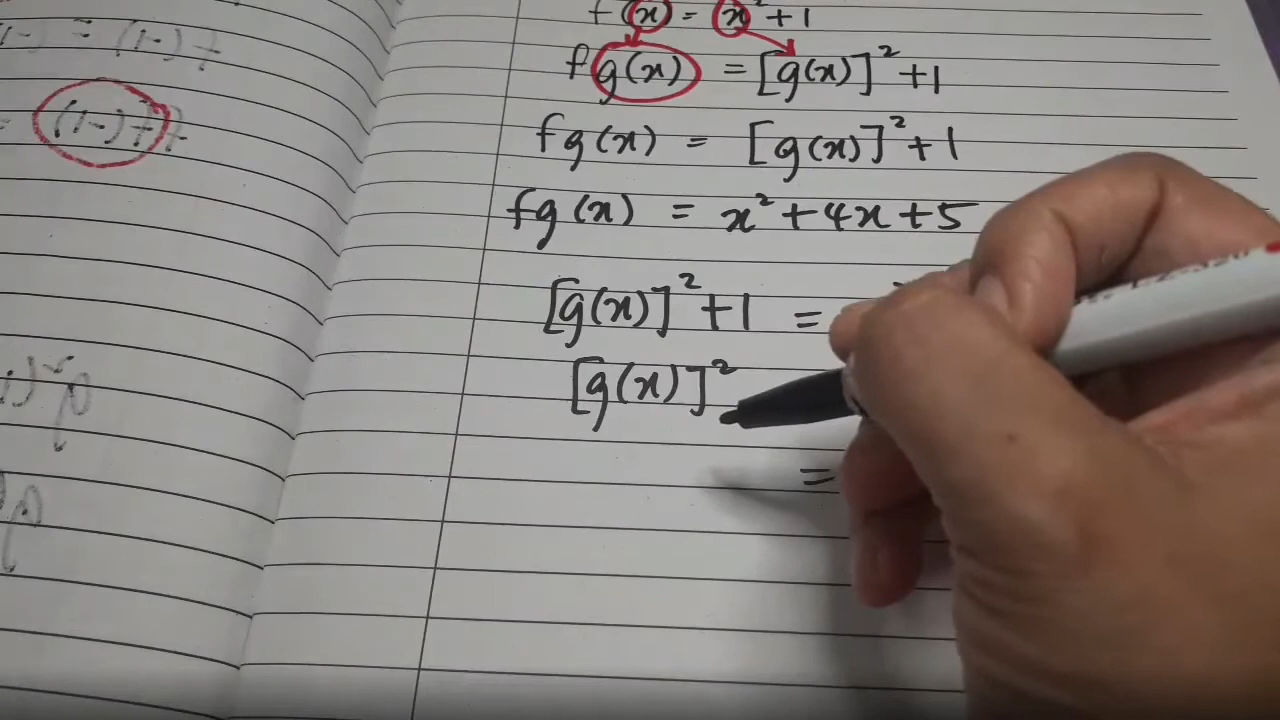 f(x) = x² + 1
fg(x) = [g(x)]² + 1
fg(x) = [g(x)]² + 1
fg(x) = x² + 4x + 5
[g(x)]² + 1 =
[g(x)]²
=